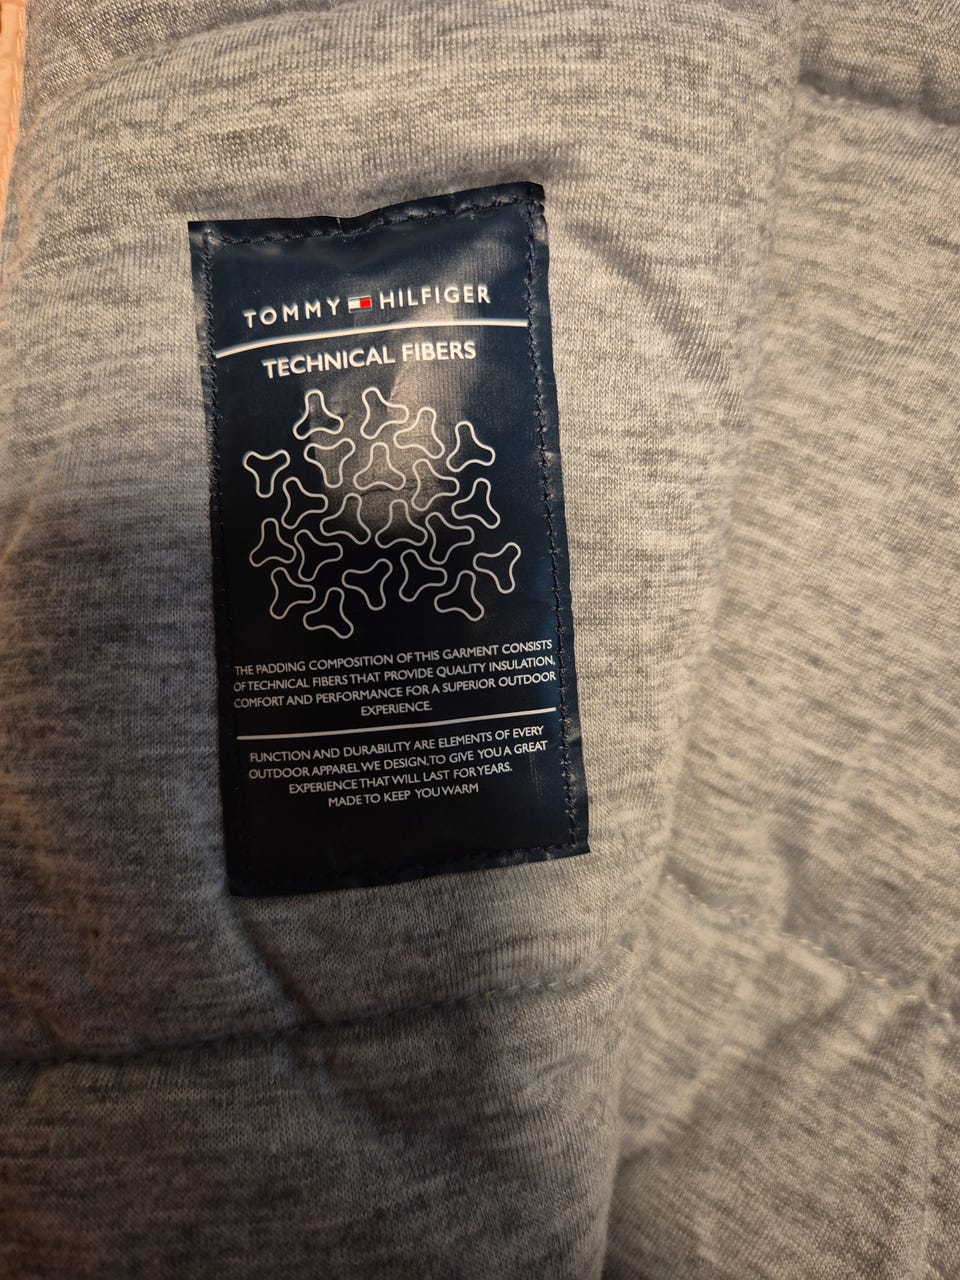 TOMMY HILFIGER
TECHNICAL FIBERS
THE PADDING COMPOSITION OF THIS GARMENT CONSISTS
OF TECHNICAL FIBERS THAT PROVIDE QUALITY INSULATION,
COMFORT AND PERFORMANCE FOR A SUPERIOR OUTDOOR
EXPERIENCE.
FUNCTION AND DURABILITY ARE ELEMENTS OF EVERY
OUTDOOR APPAREL WE DESIGN, TO GIVE YOU A GREAT
EXPERIENCE THAT WILL LAST FOR YEARS.
MADE TO KEEP YOU WARM